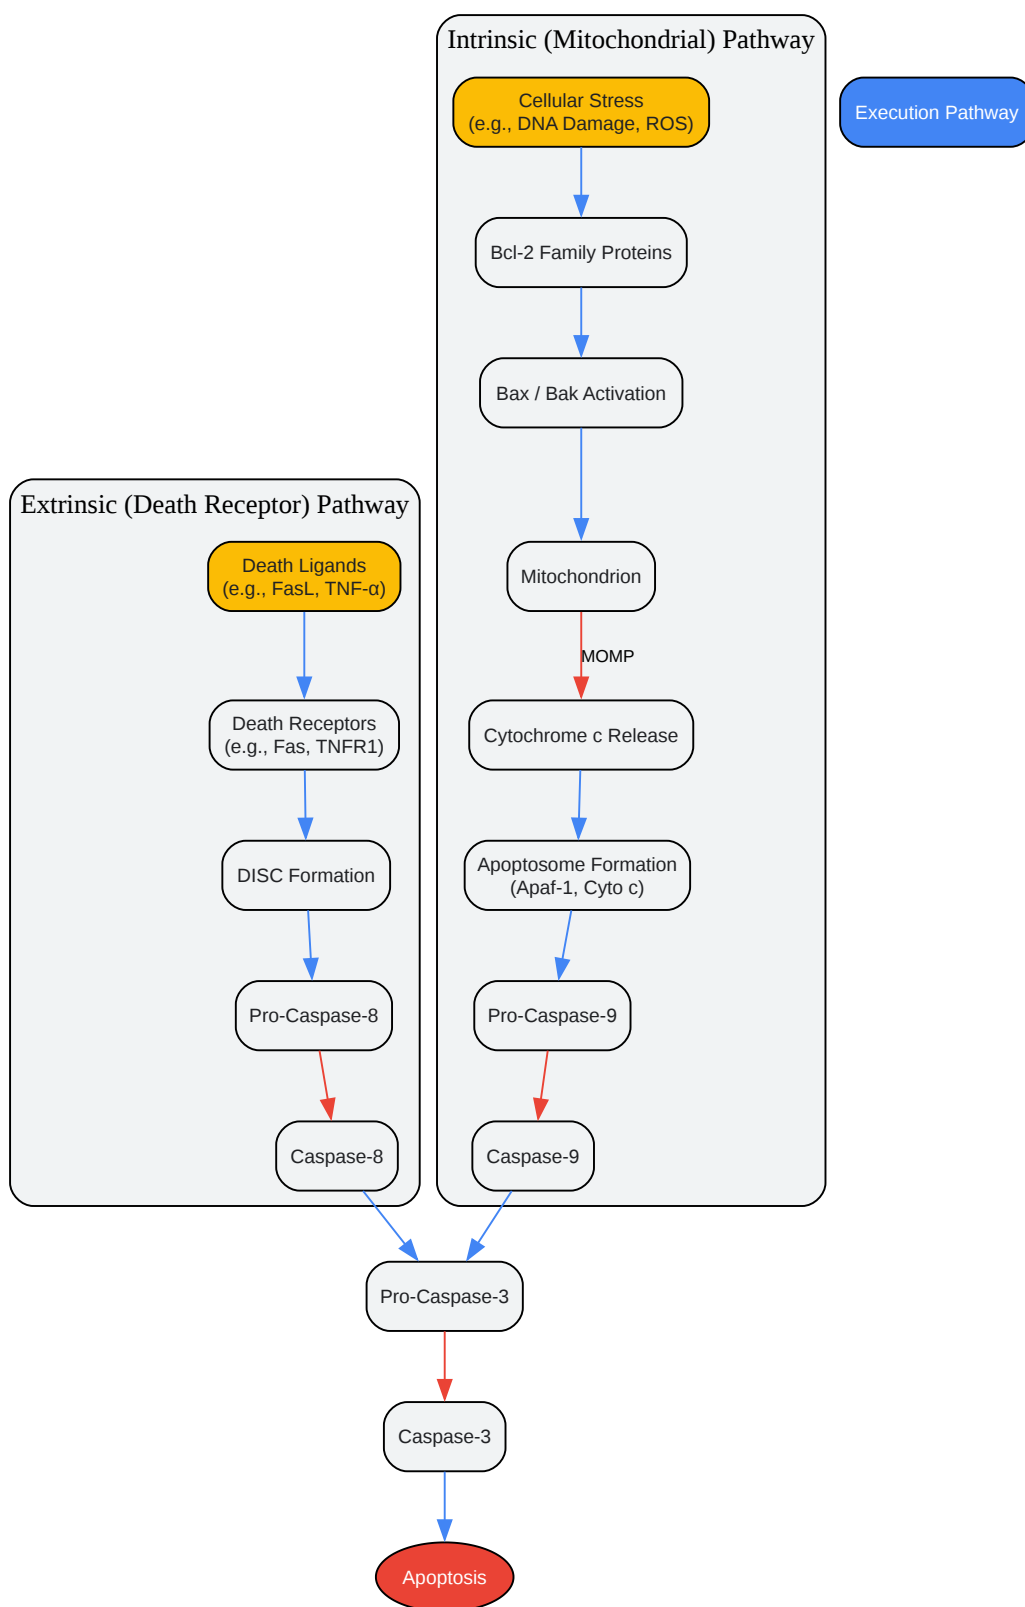 Intrinsic (Mitochondrial) Pathway
Cellular Stress
(e.g., DNA Damage, ROS)
Execution Pathway
Bcl-2 Family Proteins
Bax / Bak Activation
Mitochondrion
MOMP
Cytochrome c Release
Apoptosome Formation
(Apaf-1, Cyto c)
Pro-Caspase-9
Caspase-9
Extrinsic (Death Receptor) Pathway
Death Ligands
(e.g., FasL, TNF-α)
Death Receptors
(e.g., Fas, TNFR1)
DISC Formation
Pro-Caspase-8
Caspase-8
Pro-Caspase-3
Caspase-3
Apoptosis